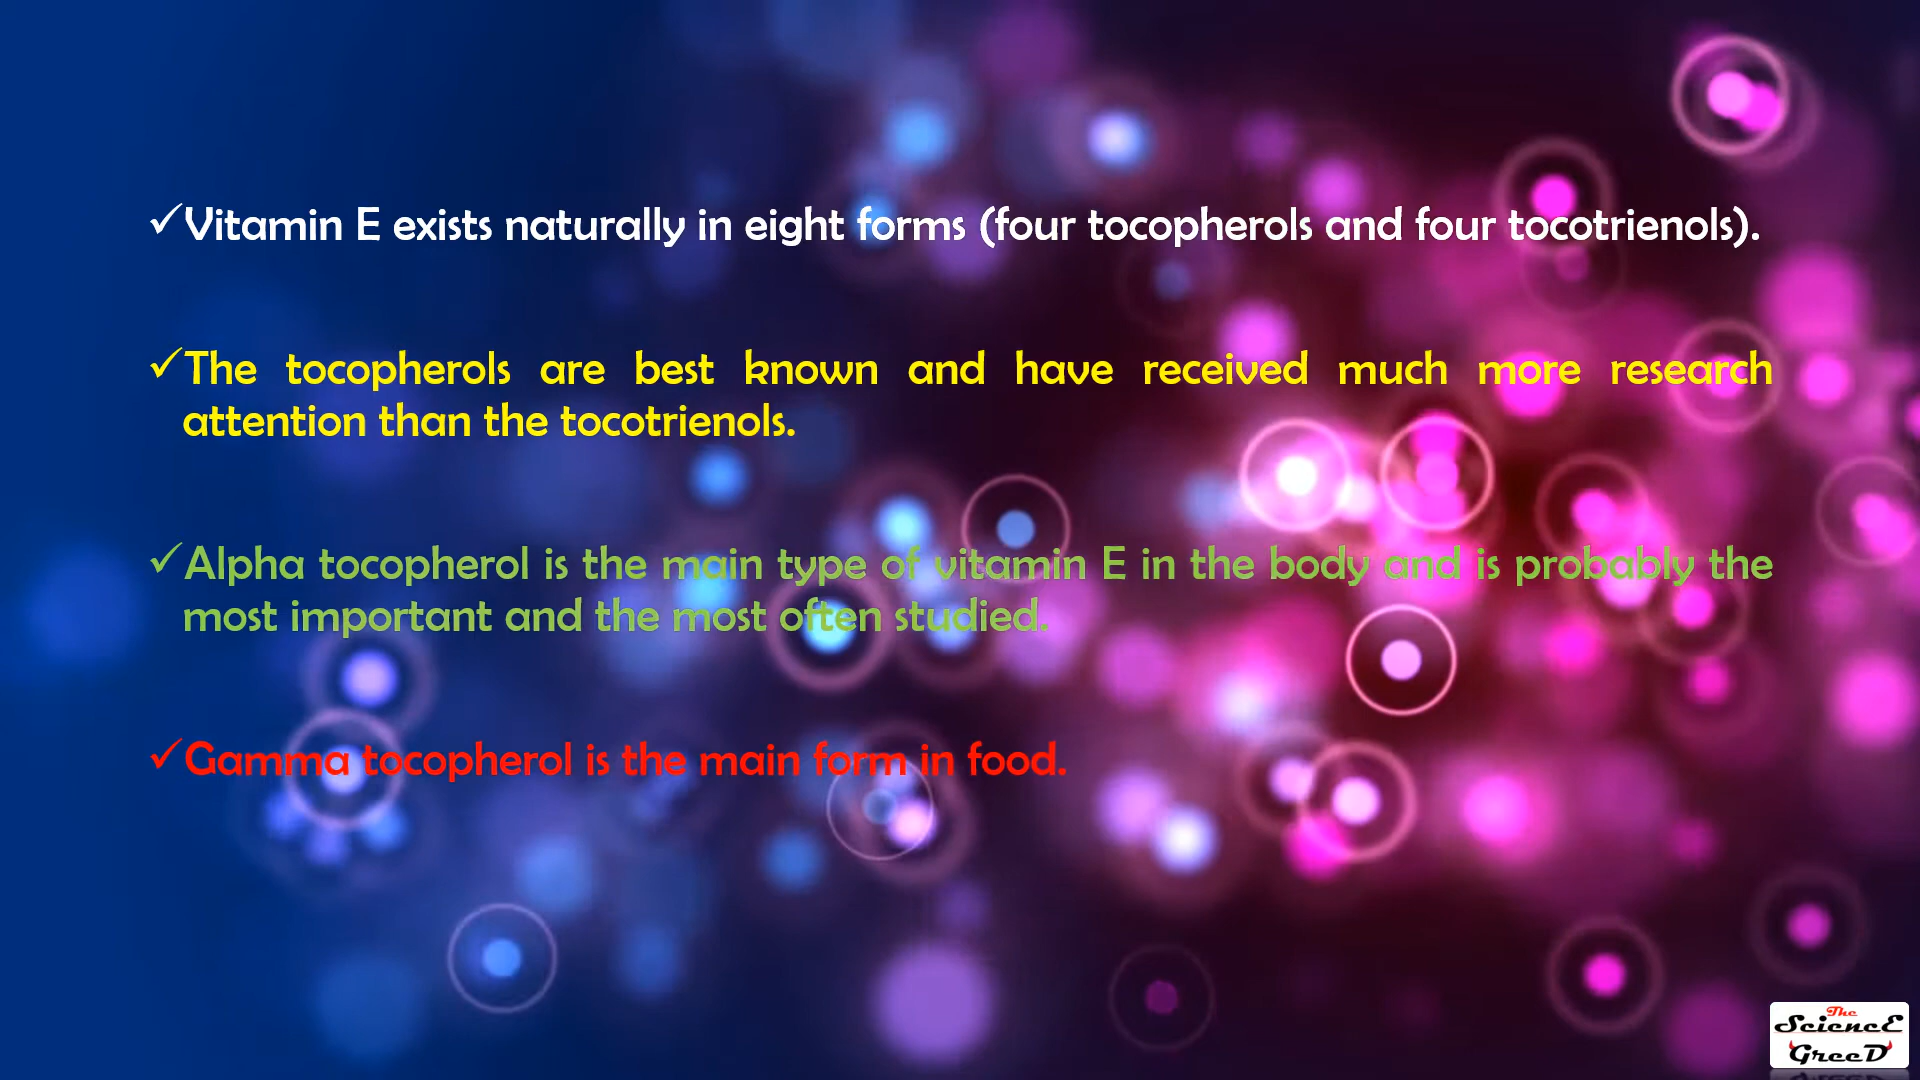 ✓Vitamin E exists naturally in eight forms (four tocopherols and four tocotrienols).
✓The tocopherols are best known and have received much more research
attention than the tocotrienols.
✓Alpha tocopherol is the main type of vitamin E in the body and is probably the
most important and the most often studied.
✓Gamma tocopherol is the main form in food.
The
SciencE
GreeD